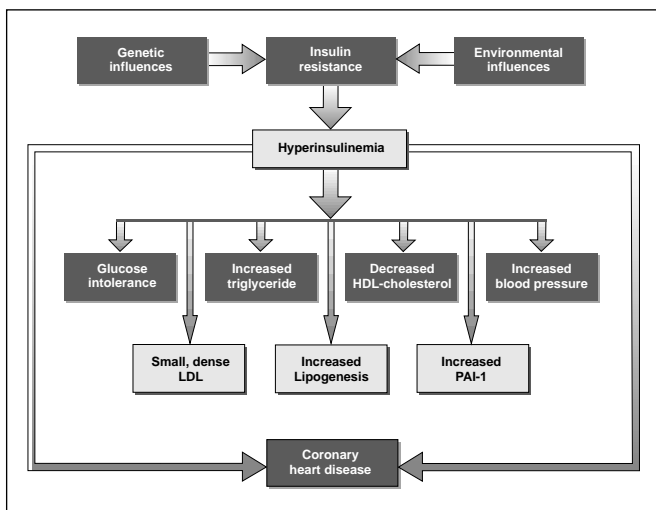 Genetic
influences
Insulin
resistance
Environmental
influences
Hyperinsulinemia
Glucose
intolerance
Increased
triglyceride
Decreased
HDL-cholesterol
Increased
blood pressure
Small, dense
LDL
Increased
Lipogenesis
Increased
PAI-1
Coronary
heart disease